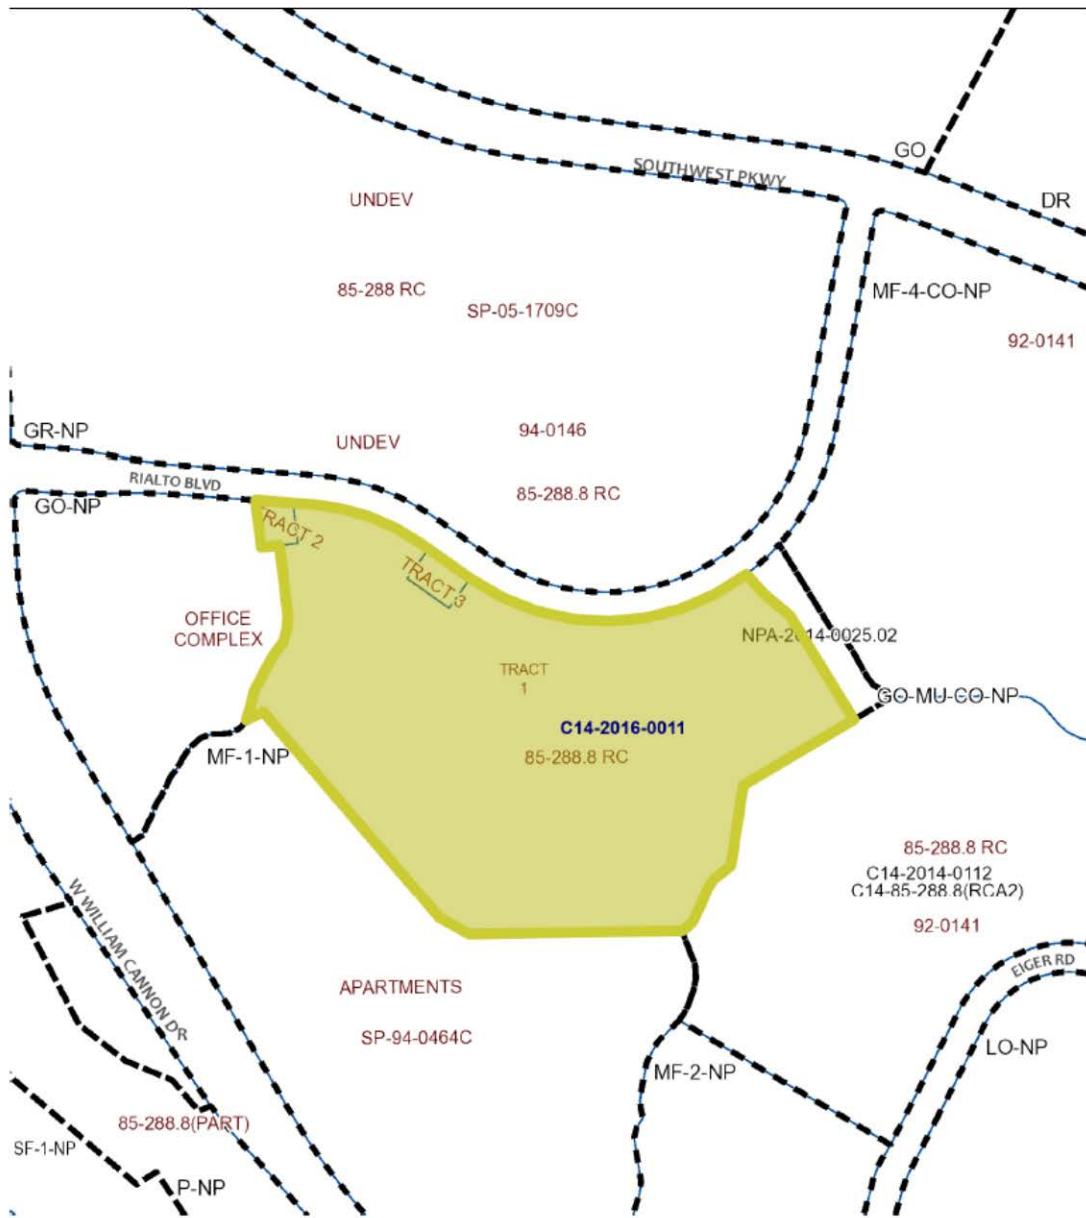 GO
SOUTHWEST PKWY
DR
UNDEV
85-288 RC
SP-05-1709C
MF-4-CO-NP
92-0141
GR-NP
UNDEV
94-0146
RIALTO BLVD
85-288.8 RC
GO-NP
TRACT 2
TRACT 3
OFFICE
COMPLEX
NPA-2014-0025.02
TRACT
1
GO-MU-CO-NP
C14-2016-0011
MF-1-NP
85-288.8 RC
85-288.8 RC
C14-2014-0112
C14-85-288.8(RCA2)
92-0141
W WILLIAM CANNON DR
EIGER RD
APARTMENTS
SP-94-0464C
LO-NP
MF-2-NP
85-288.8(PART)
SF-1-NP
P-NP